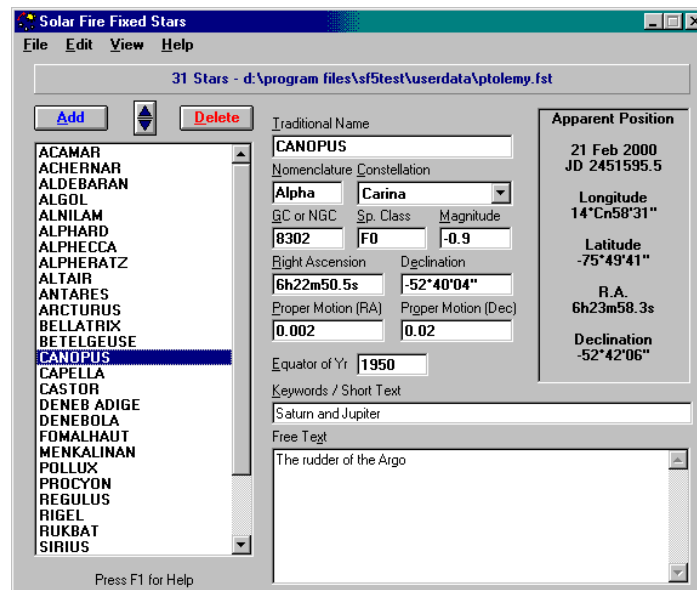 Solar Fire Fixed Stars
File Edit View Help
31 Stars - d:\program files\sf5test\userdata\ptolemy.fst
Add
Delete
ACAMAR
ACHERNAR
ALDEBARAN
ALGOL
ALNILAM
ALPHARD
ALPHECCA
ALPHERATZ
ALTAIR
ANTARES
ARCTURUS
BELLATRIX
BETELGEUSE
CANOPUS
CAPELLA
CASTOR
DENEB ADIGE
DENEBOLA
FOMALHAUT
MENKALINAN
POLLUX
PROCYON
REGULUS
RIGEL
RUKBAT
SIRIUS
Press F1 for Help
Traditional Name
CANOPUS
Nomenclature Constellation
Alpha Carina
GC or NGC Sp. Class Magnitude
8302 F0 -0.9
Right Ascension Declination
6h22m50.5s -52°40'04"
Proper Motion (RA) Proper Motion (Dec)
0.002 0.02
Equator of Yr 1950
Keywords / Short Text
Saturn and Jupiter
Free Text
The rudder of the Argo
Apparent Position
21 Feb 2000
JD 2451595.5
Longitude
14°Cn58'31"
Latitude
-75°49'41"
R.A.
6h23m58.3s
Declination
-52°42'06"